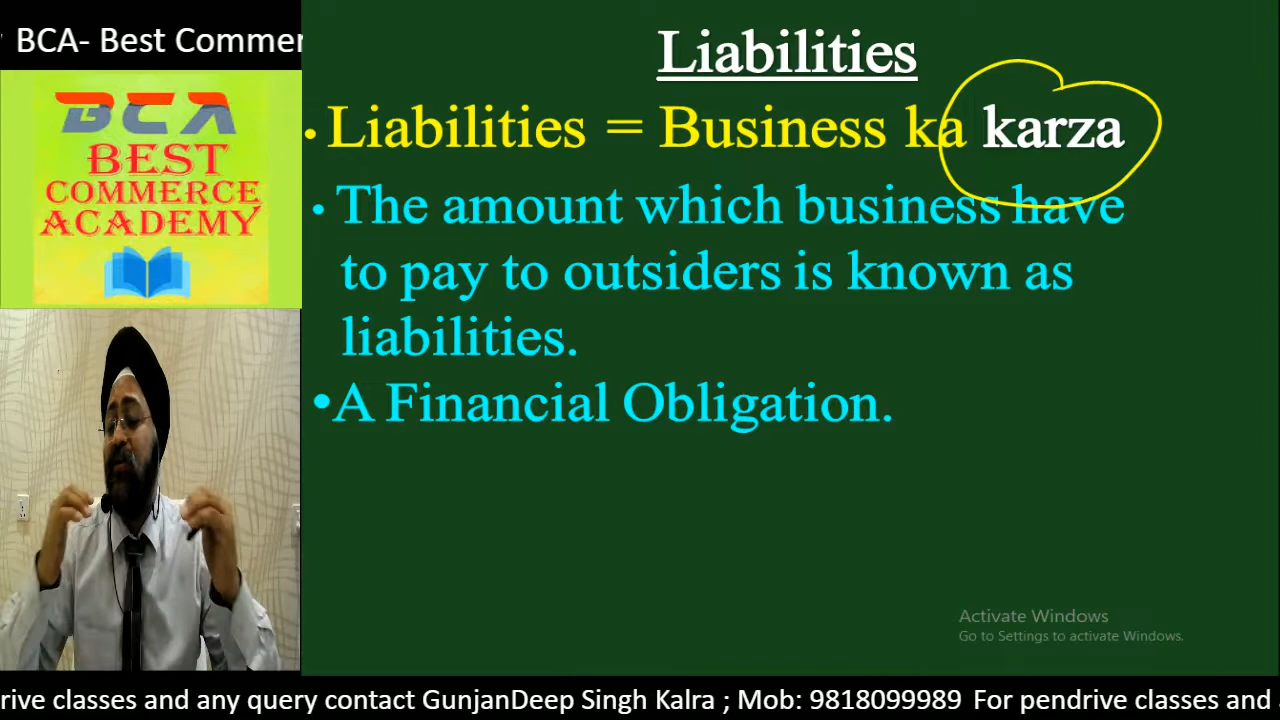 BCA- Best Commer
BCA
BEST
COMMERCE
ACADEMY
Liabilities
• Liabilities = Business ka karza
• The amount which business have
to pay to outsiders is known as
liabilities.
•A Financial Obligation.
Activate Windows
Go to Settings to activate Windows.
rive classes and any query contact GunjanDeep Singh Kalra ; Mob: 9818099989 For pendrive classes and